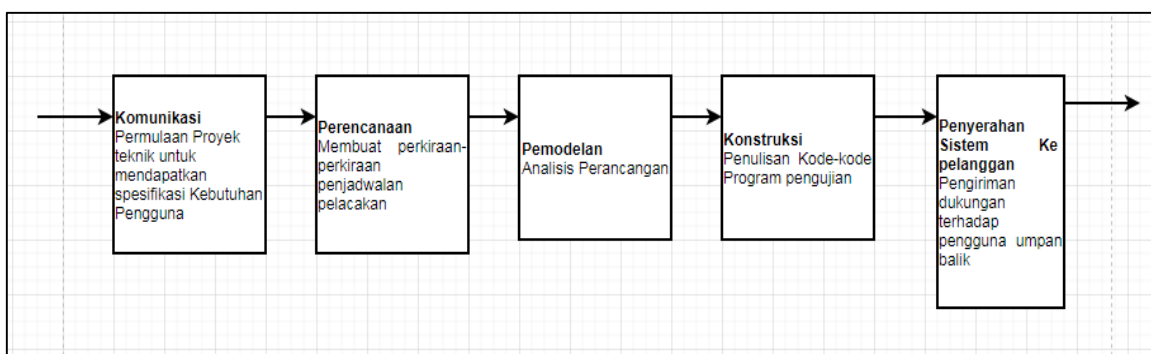 Komunikasi
Permulaan Proyek
teknik untuk
mendapatkan
spesifikasi Kebutuhan
Pengguna
Perencanaan
Membuat perkiraan-
perkiraan
penjadwalan
pelacakan
Pemodelan
Analisis Perancangan
Konstruksi
Penulisan Kode-kode
Program pengujian
Penyerahan
Sistem Ke
pelanggan
Pengiriman
dukungan
terhadap
pengguna umpan
balik